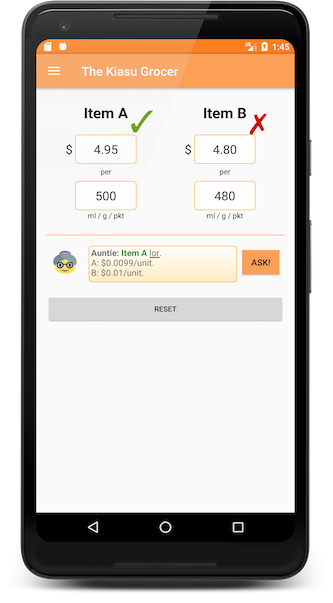 1:45
The Kiasu Grocer
Item A Item B
$ 4.95 $ 4.80
per per
500 480
ml / g / pkt ml / g / pkt
Auntie: Item A lor.
A: $0.0099/unit.
B: $0.01/unit.
ASK!
RESET